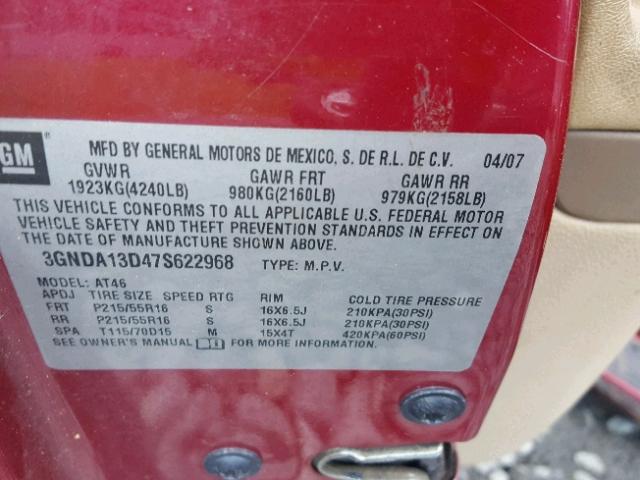 GM
MFD BY GENERAL MOTORS DE MEXICO, S. DE R.L. DE C.V. 04/07
GVWR GAWR FRT GAWR RR
1923KG(4240LB) 980KG(2160LB) 979KG(2158LB)
THIS VEHICLE CONFORMS TO ALL APPLICABLE U.S. FEDERAL MOTOR
VEHICLE SAFETY AND THEFT PREVENTION STANDARDS IN EFFECT ON
THE DATE OF MANUFACTURE SHOWN ABOVE.
3GNDA13D47S622968 TYPE: M.P.V.
MODEL: AT46
APDJ TIRE SIZE SPEED RTG RIM COLD TIRE PRESSURE
FRT P215/55R16 S 16X6.5J 210KPA(30PSI)
RR P215/55R16 S 16X6.5J 210KPA(30PSI)
SPA T115/70D15 M 15X4T 420KPA(60PSI)
SEE OWNER'S MANUAL FOR MORE INFORMATION.